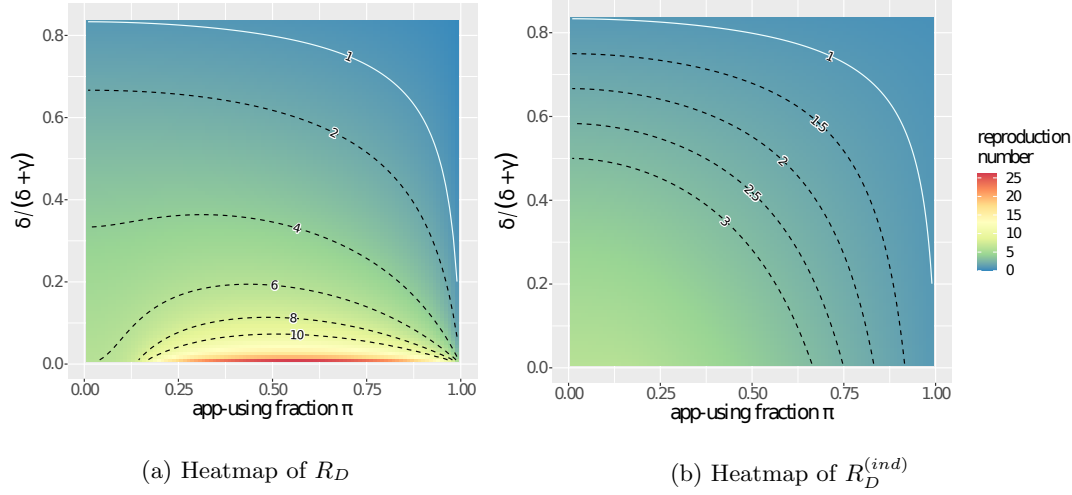 0.8
0.6
0.4
0.2
0.0
δ/(δ+γ)
1
2
4
6
8
10
0.00 0.25 0.50 0.75 1.00
app-using fraction π
(a) Heatmap of R_D
0.8
0.6
0.4
0.2
0.0
δ/(δ+γ)
1
1.5
2
2.5
3
0.00 0.25 0.50 0.75 1.00
app-using fraction π
(b) Heatmap of R_D^{(ind)}
reproduction
number
25
20
15
10
5
0